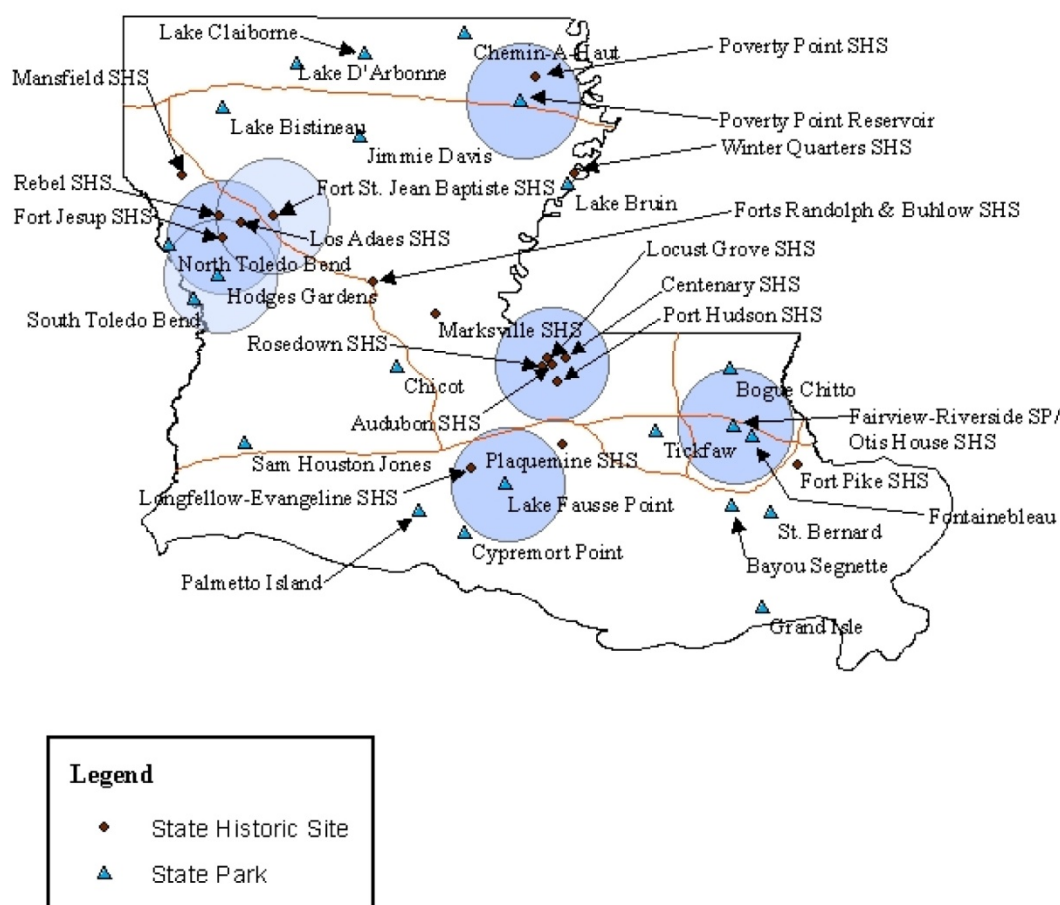 Lake Claiborne
Chemin-A-Haut
Poverty Point SHS
Mansfield SHS
Lake D'Arbonne
Lake Bistineau
Poverty Point Reservoir
Jimmie Davis
Winter Quarters SHS
Rebel SHS
Fort St. Jean Baptiste SHS
Lake Bruin
Fort Jesup SHS
Forts Randolph & Buhlow SHS
Los Adaes SHS
Locust Grove SHS
North Toledo Bend
Centenary SHS
Hodges Gardens
Port Hudson SHS
South Toledo Bend
Marksville SHS
Rosedown SHS
Chicot
Bogue Chitto
Audubon SHS
Fairview-Riverside SP/
Otis House SHS
Tickfaw
Sam Houston Jones
Plaquemine SHS
Fort Pike SHS
Longfellow-Evangeline SHS
Lake Fausse Point
Fontainebleau
St. Bernard
Cypremort Point
Bayou Segnette
Palmetto Island
Grand Isle
Legend
State Historic Site
State Park